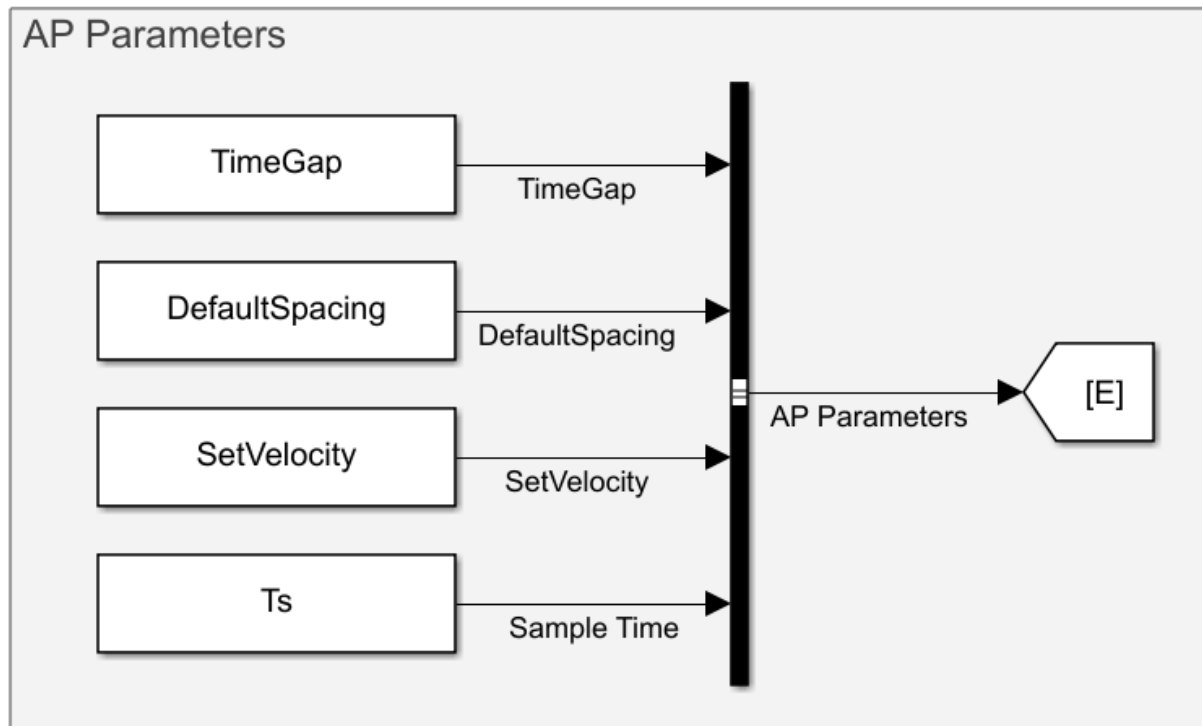 AP Parameters
TimeGap
TimeGap
DefaultSpacing
DefaultSpacing
SetVelocity
SetVelocity
Ts
Sample Time
AP Parameters
[E]